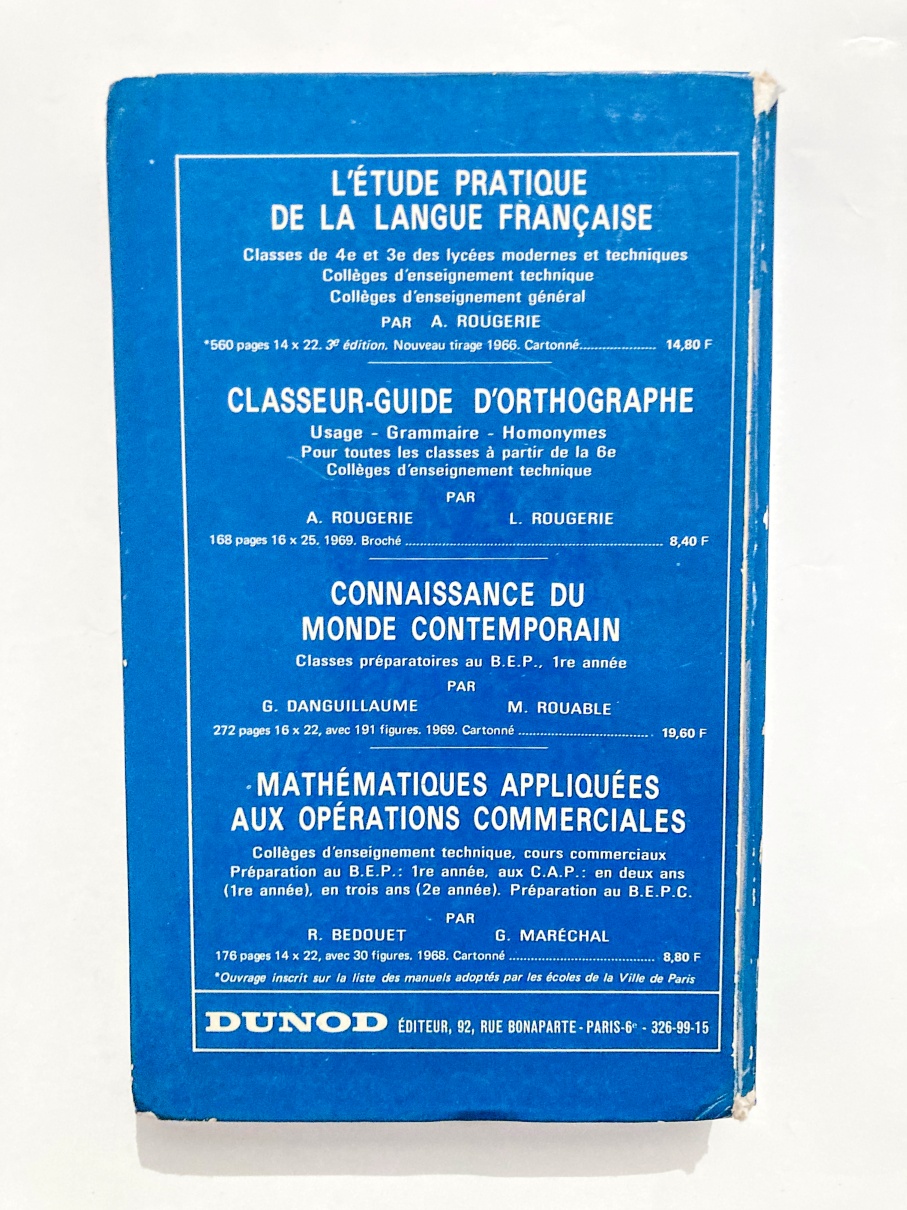 L'ÉTUDE PRATIQUE
DE LA LANGUE FRANÇAISE
Classes de 4e et 3e des lycées modernes et techniques
Collèges d'enseignement technique
Collèges d'enseignement général
PAR A. ROUGERIE
*560 pages 14 x 22. 3e édition. Nouveau tirage 1966. Cartonné.................... 14,80 F
CLASSEUR-GUIDE D'ORTHOGRAPHE
Usage - Grammaire - Homonymes
Pour toutes les classes à partir de la 6e
Collèges d'enseignement technique
PAR
A. ROUGERIE L. ROUGERIE
168 pages 16 x 25. 1969. Broché .................... 8,40 F
CONNAISSANCE DU
MONDE CONTEMPORAIN
Classes préparatoires au B.E.P., 1re année
PAR
G. DANGUILLAUME M. ROUABLE
272 pages 16 x 22, avec 191 figures. 1969. Cartonné .................... 19,60 F
MATHÉMATIQUES APPLIQUÉES
AUX OPÉRATIONS COMMERCIALES
Collèges d'enseignement technique, cours commerciaux
Préparation au B.E.P.: 1re année, aux C.A.P.: en deux ans
(1re année), en trois ans (2e année). Préparation au B.E.P.C.
PAR
R. BEDOUET G. MARÉCHAL
176 pages 14 x 22, avec 30 figures. 1968. Cartonné .................... 8,80 F
*Ouvrage inscrit sur la liste des manuels adoptés par les écoles de la Ville de Paris
DUNOD ÉDITEUR, 92, RUE BONAPARTE - PARIS-6e - 326-99-15